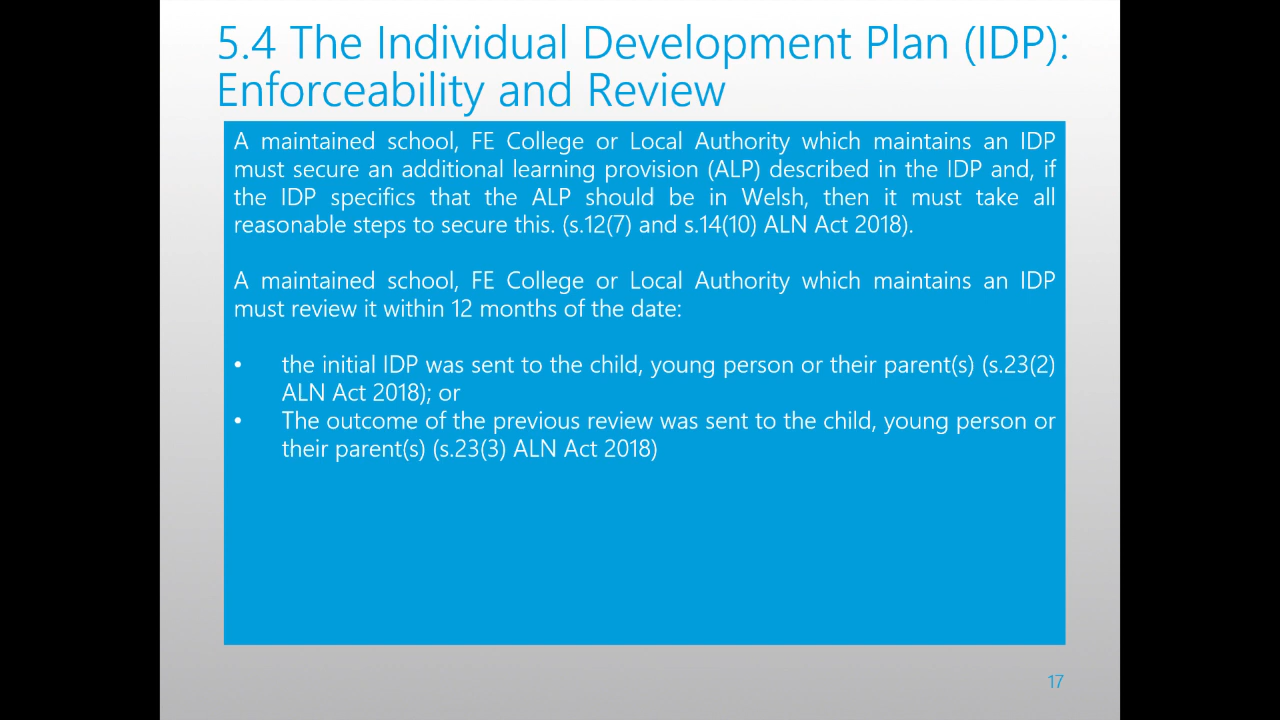 5.4 The Individual Development Plan (IDP):
Enforceability and Review
A maintained school, FE College or Local Authority which maintains an IDP
must secure an additional learning provision (ALP) described in the IDP and, if
the IDP specifics that the ALP should be in Welsh, then it must take all
reasonable steps to secure this. (s.12(7) and s.14(10) ALN Act 2018).
A maintained school, FE College or Local Authority which maintains an IDP
must review it within 12 months of the date:
• the initial IDP was sent to the child, young person or their parent(s) (s.23(2)
ALN Act 2018); or
• The outcome of the previous review was sent to the child, young person or
their parent(s) (s.23(3) ALN Act 2018)
17